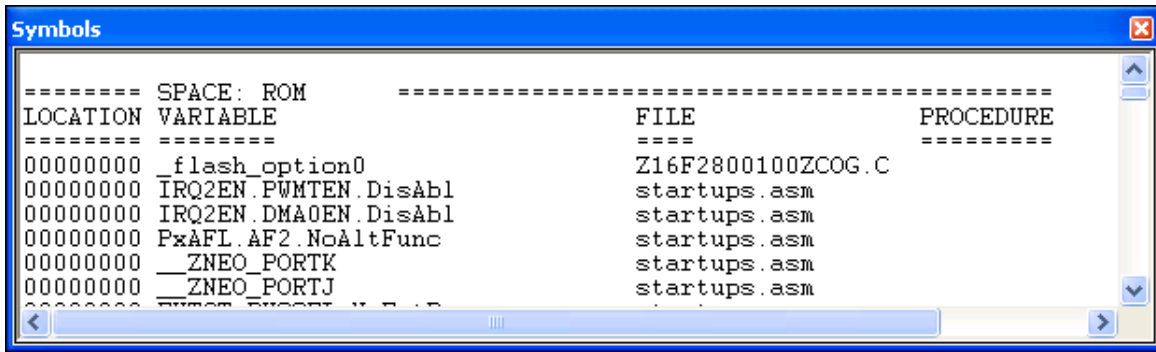 Symbols
======== SPACE: ROM ============================================
LOCATION VARIABLE FILE PROCEDURE
======== ======== ==== =========
00000000 _flash_option0 Z16F2800100ZCOG.C
00000000 IRQ2EN.PWMTEN.DisAbl startups.asm
00000000 IRQ2EN.DMA0EN.DisAbl startups.asm
00000000 PxAFL.AF2.NoAltFunc startups.asm
00000000 __ZNEO_PORTK startups.asm
00000000 __ZNEO_PORTJ startups.asm